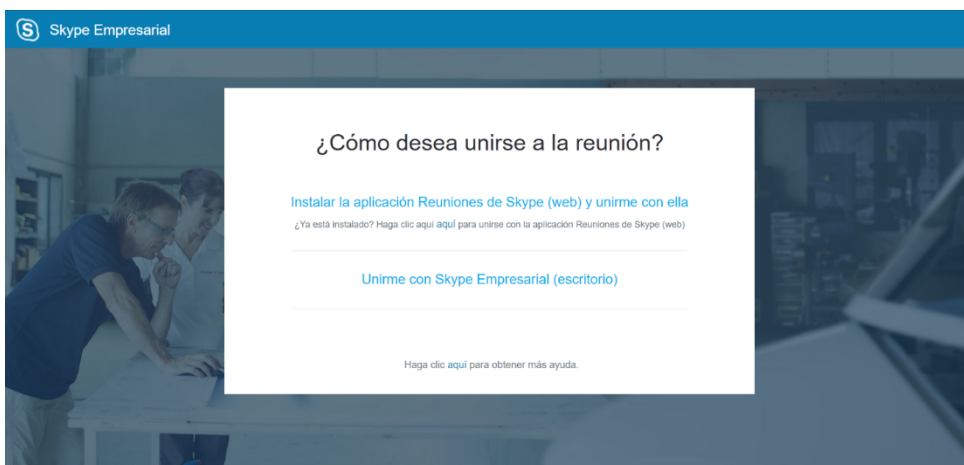 Skype Empresarial
¿Cómo desea unirse a la reunión?
Instalar la aplicación Reuniones de Skype (web) y unirme con ella
¿Ya está instalado? Haga clic aquí aquí para unirse con la aplicación Reuniones de Skype (web)
Unirme con Skype Empresarial (escritorio)
Haga clic aquí para obtener más ayuda.